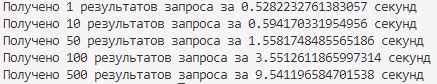 Получено 1 результатов запроса за 0.5282232761383057 секунд
Получено 10 результатов запроса за 0.594170331954956 секунд
Получено 50 результатов запроса за 1.5581748485565186 секунд
Получено 100 результатов запроса за 3.5512611865997314 секунд
Получено 500 результатов запроса за 9.541196584701538 секунд